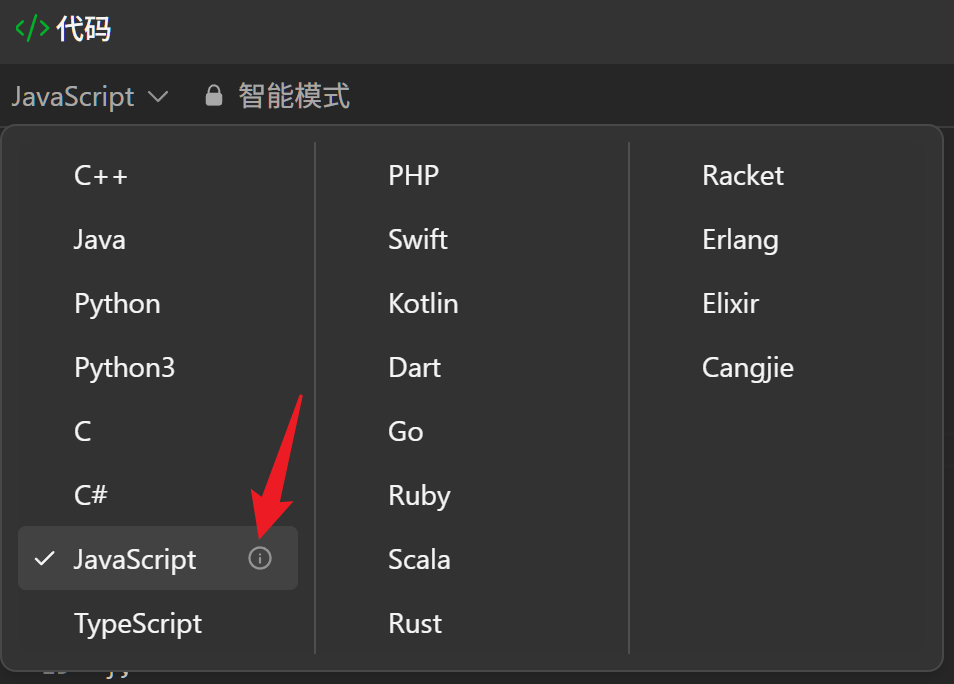 </> 代码
JavaScript 智能模式
C++
Java
Python
Python3
C
C#
JavaScript
TypeScript
PHP
Swift
Kotlin
Dart
Go
Ruby
Scala
Rust
Racket
Erlang
Elixir
Cangjie